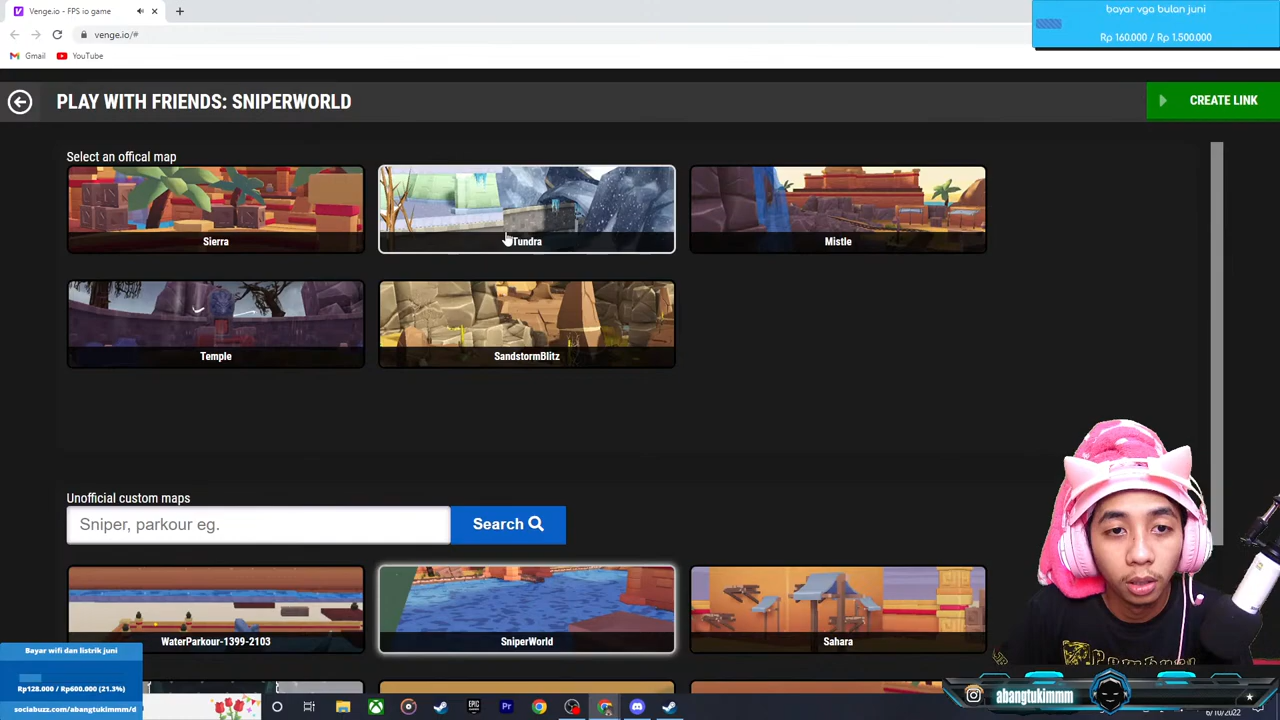 Venge.io - FPS io game
bayar vga bulan juni
Rp 160.000 / Rp 1.500.000
venge.io/#
Gmail
YouTube
PLAY WITH FRIENDS: SNIPERWORLD
CREATE LINK
Select an offical map
Sierra
Tundra
Mistle
Temple
SandstormBlitz
Unofficial custom maps
Sniper, parkour eg.
Search
WaterParkour-1399-2103
SniperWorld
Sahara
Bayar wifi dan listrik juni
Rp128.000 / Rp600.000 (21.3%)
sociabuzz.com/abangtukimmm/d
abangtukimmm
6/10/2022